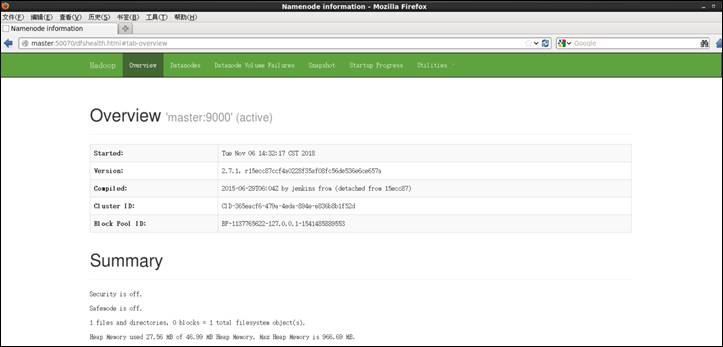 Namenode information - Mozilla Firefox
文件(F) 编辑(E) 查看(V) 历史(S) 书签(B) 工具(T) 帮助(H)
Namenode information
master:50070/dfshealth.html#tab-overview Google
Hadoop Overview Datanodes Datanode Volume Failures Snapshot Startup Progress Utilities
Overview 'master:9000' (active)
Started: Tue Nov 06 14:32:17 CST 2018
Version: 2.7.1, r15ecc87ccf4a0228f35af08fc56de536e6ce657a
Compiled: 2015-06-29T06:04Z by jenkins from (detached from 15ecc87)
Cluster ID: CID-365eacf6-479a-4eda-894e-e836b8b1f52d
Block Pool ID: BP-1137765622-127.0.0.1-1541485889553
Summary
Security is off.
Safemode is off.
1 files and directories, 0 blocks = 1 total filesystem object(s).
Heap Memory used 27.56 MB of 46.99 MB Heap Memory. Max Heap Memory is 966.69 MB.